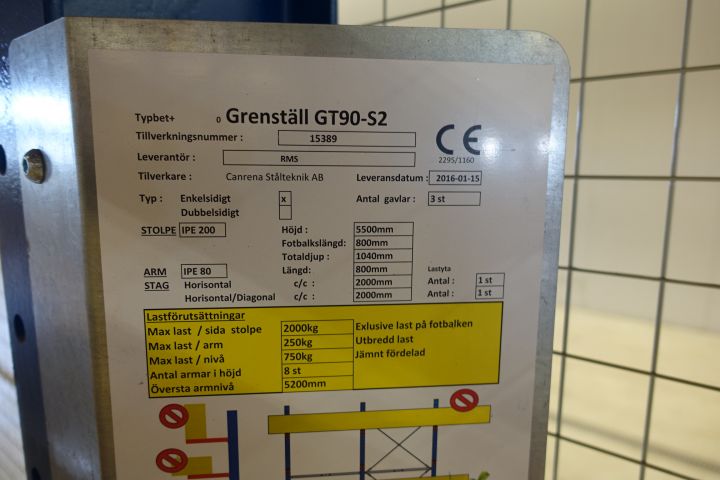 Typbet+ 0 Grenställ GT90-S2
Tillverkningsnummer : 15389
CE
2295/1160
Leverantör : RMS
Tilverkare : Canrena Stålteknik AB Leveransdatum : 2016-01-15
Typ : Enkelsidigt x Antal gavlar : 3 st
Dubbelsidigt
STOLPE IPE 200 Höjd : 5500mm
Fotbalkslängd: 800mm
Totaldjup : 1040mm
ARM IPE 80 Längd: 800mm Lastyta
STAG Horisontal c/c : 2000mm Antal : 1 st
Horisontal/Diagonal c/c : 2000mm Antal : 1 st
Lastförutsättningar
Max last / sida stolpe 2000kg Exlusive last på fotbalken
Max last / arm 250kg Utbredd last
Max last / nivå 750kg Jämnt fördelad
Antal armar i höjd 8 st
Översta armnivå 5200mm